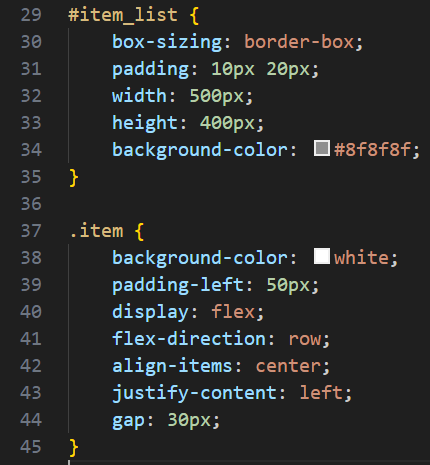 29 #item_list {
30     box-sizing: border-box;
31     padding: 10px 20px;
32     width: 500px;
33     height: 400px;
34     background-color: #8f8f8f;
35 }
36
37 .item {
38     background-color: white;
39     padding-left: 50px;
40     display: flex;
41     flex-direction: row;
42     align-items: center;
43     justify-content: left;
44     gap: 30px;
45 }